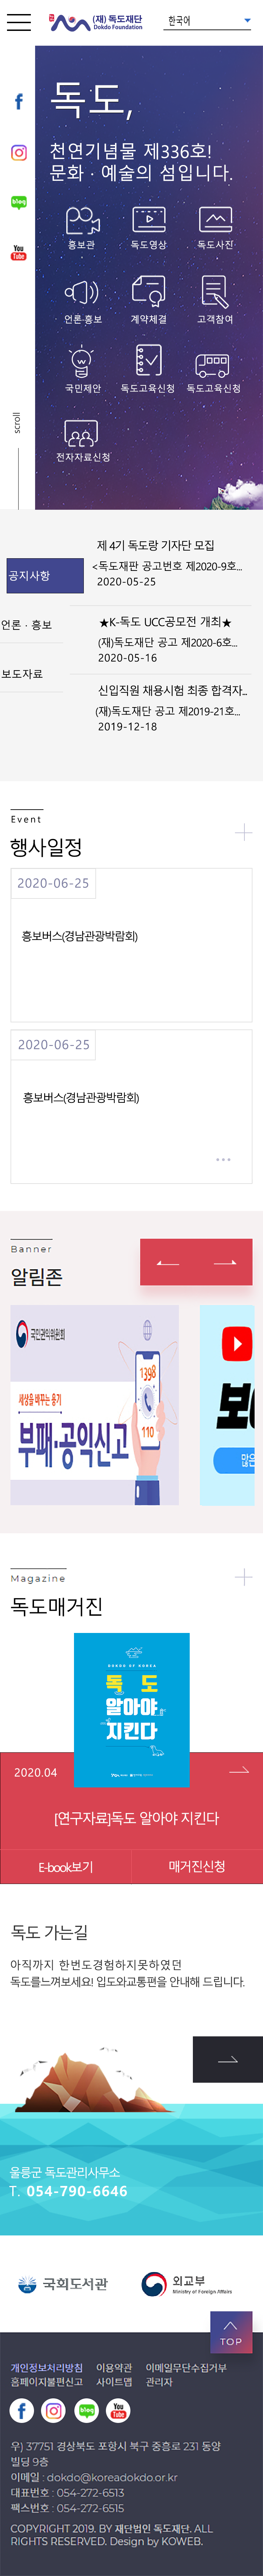 (재) 독도재단
Dokdo Foundation
한국어
독도,
천연기념물 제336호!
문화 · 예술의 섬입니다.
홍보관
독도영상
독도사진
언론·홍보
계약체결
고객참여
국민제안
독도교육신청
독도교육신청
전자자료신청
blog
You
Tube
scroll
공지사항
언론 · 홍보
보도자료
제 4기 독도랑 기자단 모집
<독도재판 공고번호 제2020-9호...
2020-05-25
★K-독도 UCC공모전 개최★
(재)독도재단 공고 제2020-6호...
2020-05-16
신입직원 채용시험 최종 합격자...
(재)독도재단 공고 제2019-21호...
2019-12-18
Event
행사일정
2020-06-25
홍보버스(경남관광박람회)
2020-06-25
홍보버스(경남관광박람회)
Banner
알림존
국민권익위원회
세상을 바꾸는 용기
부패·공익신고
1398
110
보
많은
Magazine
독도매거진
DOKDO OF KOREA
독도
알아야
지킨다
2020.04
[연구자료]독도 알아야 지킨다
E-book보기
매거진신청
독도 가는길
아직까지 한번도경험하지못하였던
독도를느껴보세요! 입도와교통편을 안내해 드립니다.
울릉군 독도관리사무소
T. 054-790-6646
국회도서관
외교부
Ministry of Foreign Affairs
TOP
개인정보처리방침
이용약관
이메일무단수집거부
홈페이지불편신고
사이트맵
관리자
blog
You
Tube
우) 37751 경상북도 포항시 북구 중흥로 231 동양
빌딩 9층
이메일 : dokdo@koreadokdo.or.kr
대표번호 : 054-272-6513
팩스번호 : 054-272-6515
COPYRIGHT 2019. BY 재단법인 독도재단. ALL
RIGHTS RESERVED. Design by KOWEB.